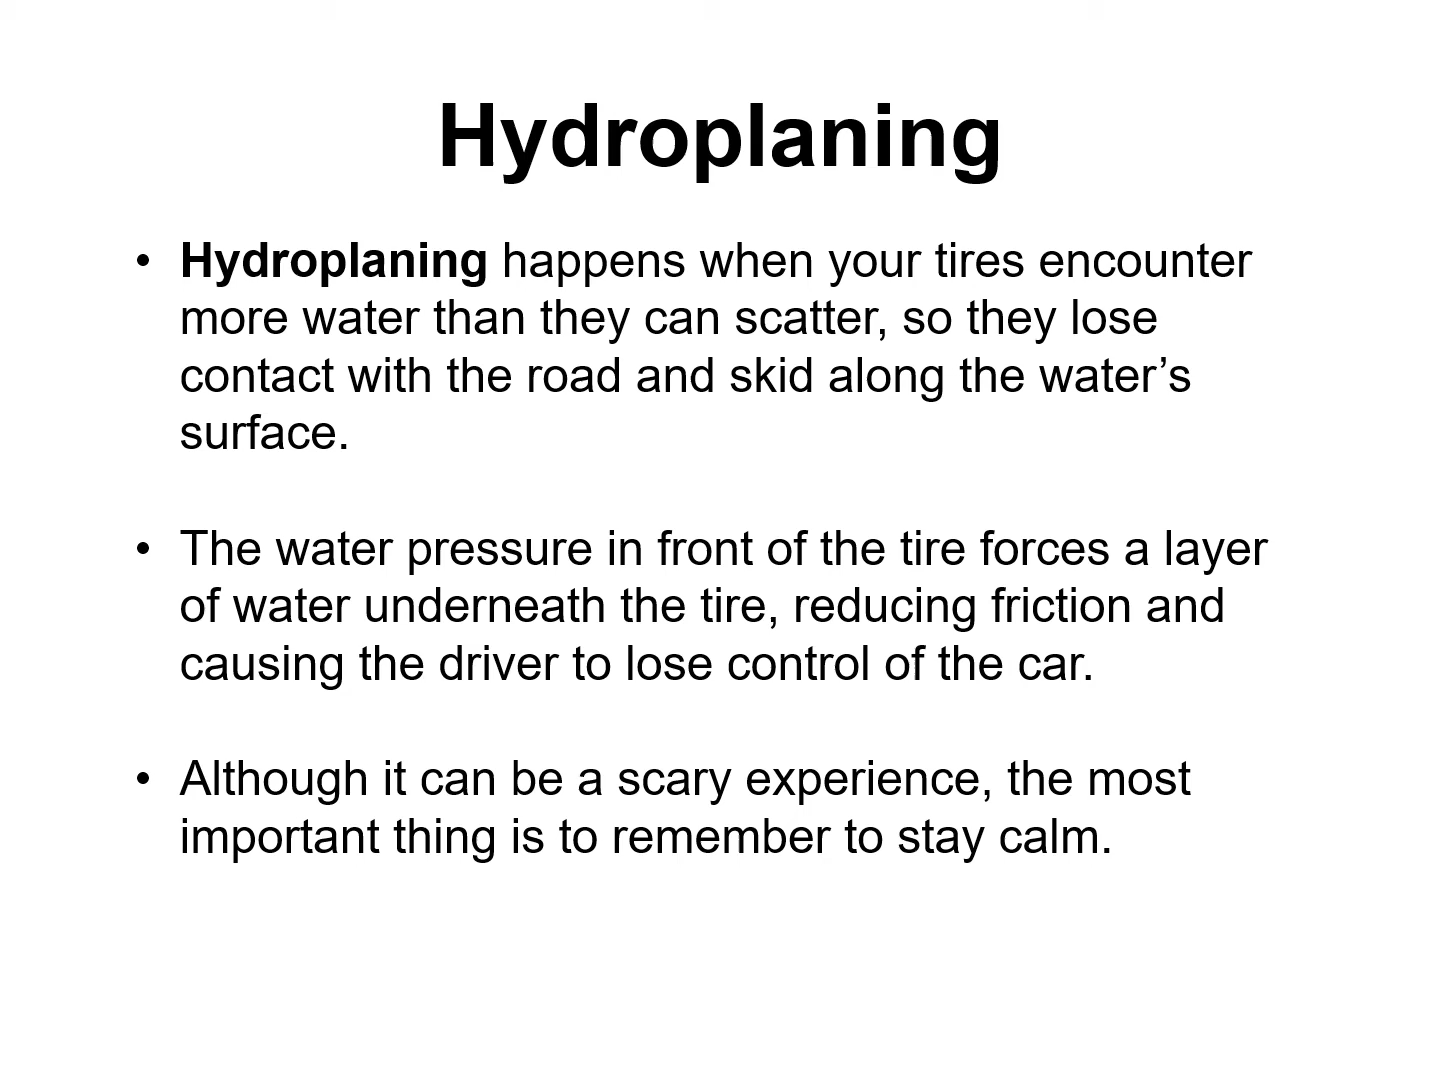 Hydroplaning
• Hydroplaning happens when your tires encounter
more water than they can scatter, so they lose
contact with the road and skid along the water’s
surface.
• The water pressure in front of the tire forces a layer
of water underneath the tire, reducing friction and
causing the driver to lose control of the car.
• Although it can be a scary experience, the most
important thing is to remember to stay calm.